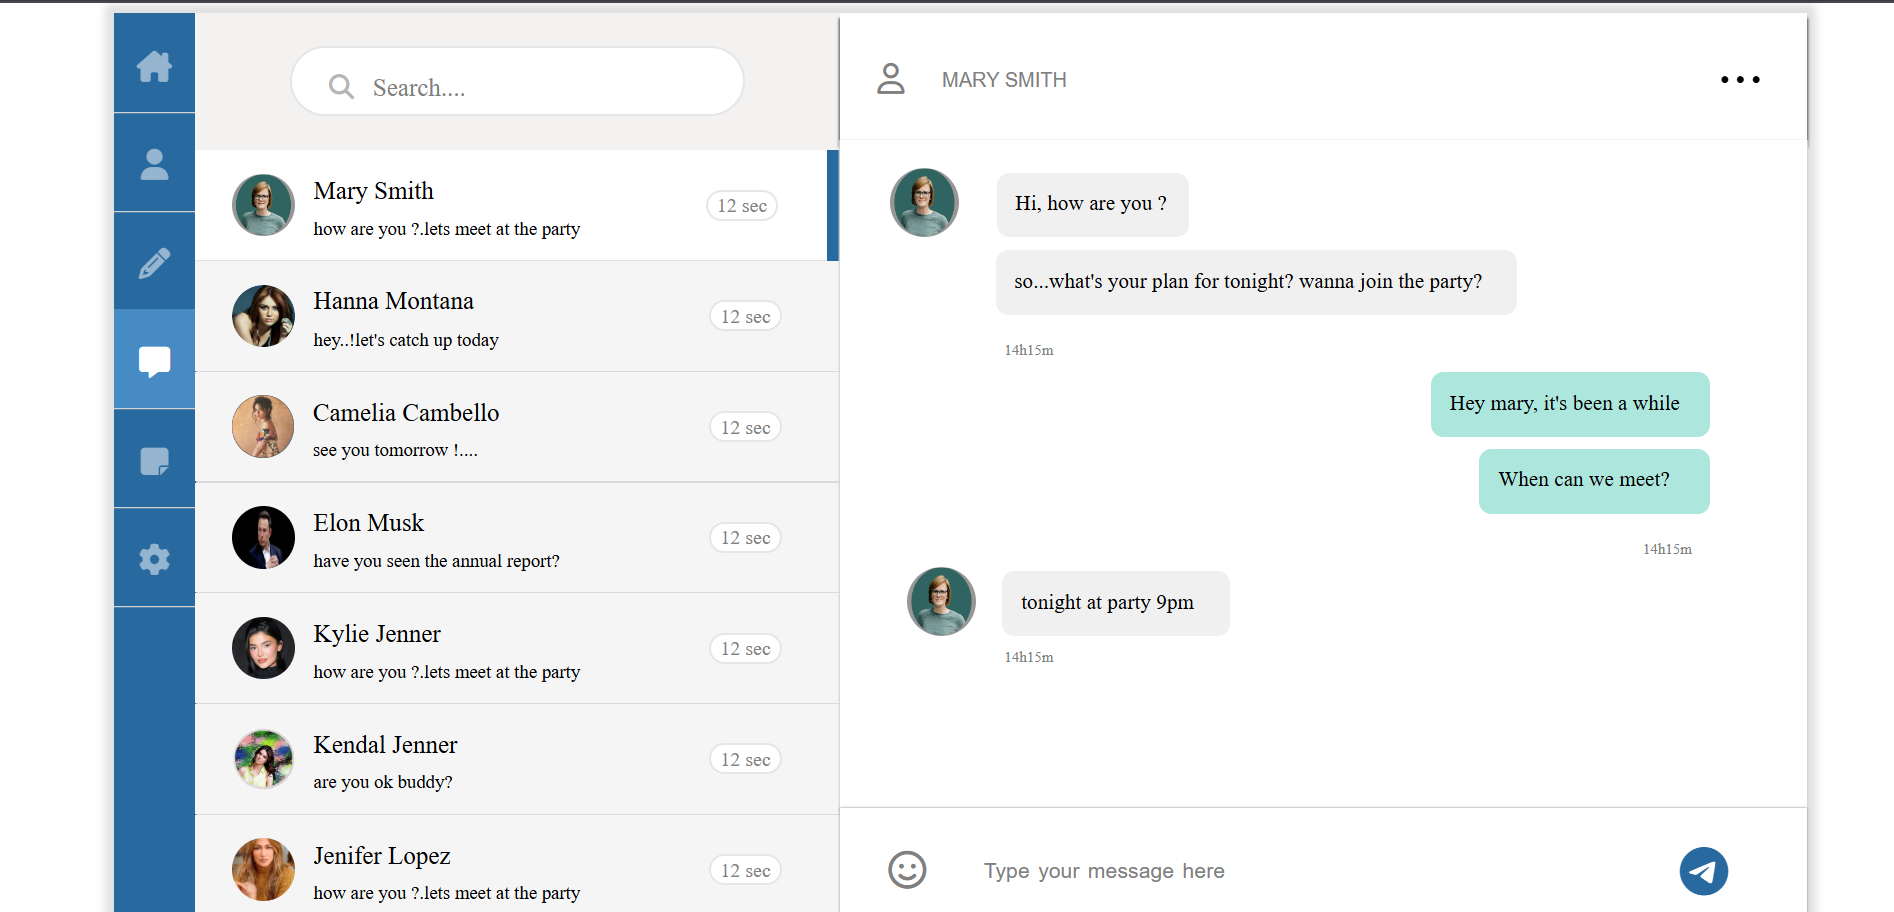 Search....
Mary Smith
12 sec
how are you ?.lets meet at the party
Hanna Montana
12 sec
hey..!let's catch up today
Camelia Cambello
12 sec
see you tomorrow !....
Elon Musk
12 sec
have you seen the annual report?
Kylie Jenner
12 sec
how are you ?.lets meet at the party
Kendal Jenner
12 sec
are you ok buddy?
Jenifer Lopez
12 sec
how are you ?.lets meet at the party
MARY SMITH
Hi, how are you ?
so...what's your plan for tonight? wanna join the party?
14h15m
Hey mary, it's been a while
When can we meet?
14h15m
tonight at party 9pm
14h15m
Type your message here